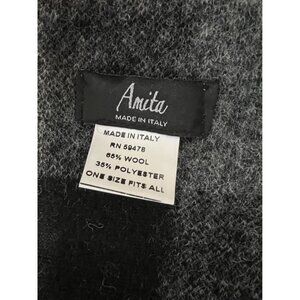 Amita
MADE IN ITALY
MADE IN ITALY
RN 59478
65% WOOL
35% POLYESTER
ONE SIZE FITS ALL